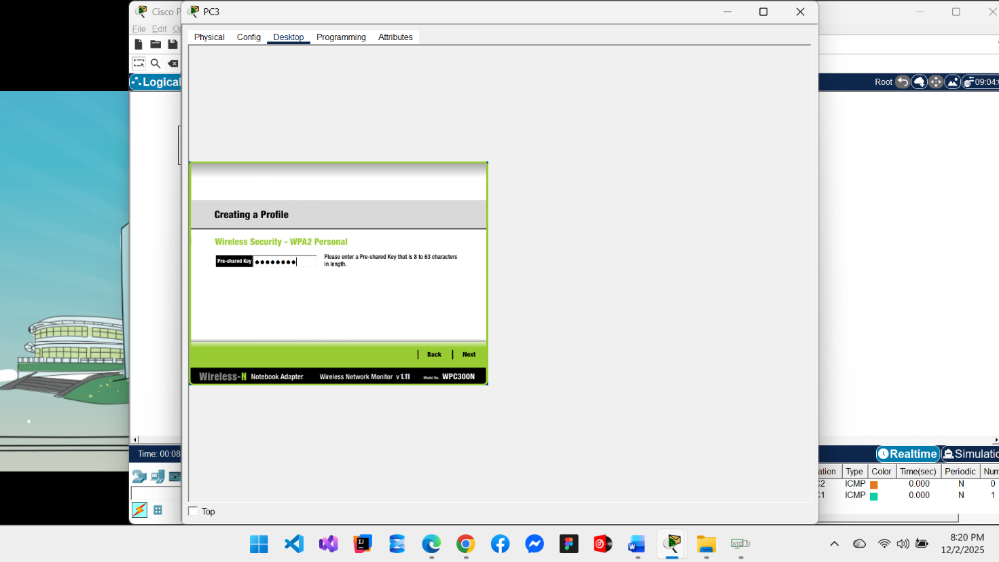 Cisco P
PC3
File Edit Op
Physical Config Desktop Programming Attributes
Logical
Root
09:04:
Creating a Profile
Wireless Security - WPA2 Personal
Pre-shared Key ●●●●●●●● Please enter a Pre-shared Key that is 8 to 63 characters
in length.
Back Next
Wireless-N Notebook Adapter Wireless Network Monitor v 1.11 Model No. WPC300N
Time: 00:08
Realtime Simulatio
ation Type Color Time(sec) Periodic Num
C2 ICMP 0.000 N 0
C1 ICMP 0.000 N 1
Top
8:20 PM
12/2/2025